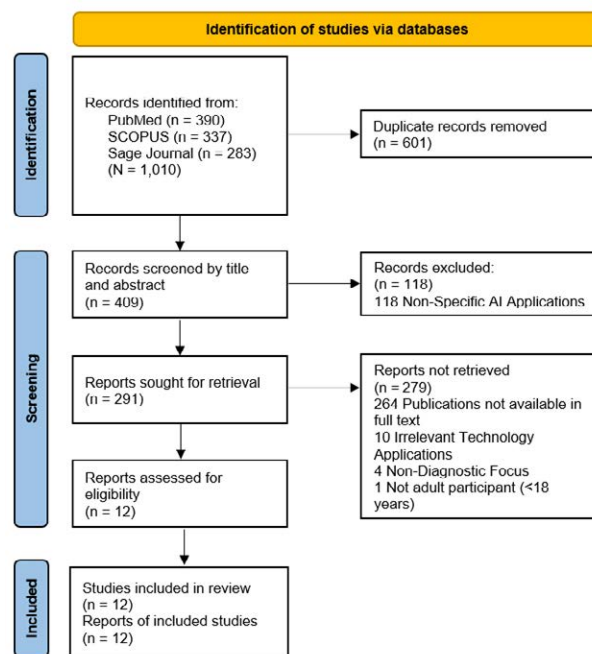 Identification of studies via databases
Identification
Records identified from:
PubMed (n = 390)
SCOPUS (n = 337)
Sage Journal (n = 283)
(N = 1,010)
Duplicate records removed
(n = 601)
Screening
Records screened by title
and abstract
(n = 409)
Records excluded:
(n = 118)
118 Non-Specific AI Applications
Reports sought for retrieval
(n = 291)
Reports not retrieved
(n = 279)
264 Publications not available in
full text
10 Irrelevant Technology
Applications
4 Non-Diagnostic Focus
1 Not adult participant (<18
years)
Reports assessed for
eligibility
(n = 12)
Included
Studies included in review
(n = 12)
Reports of included studies
(n = 12)